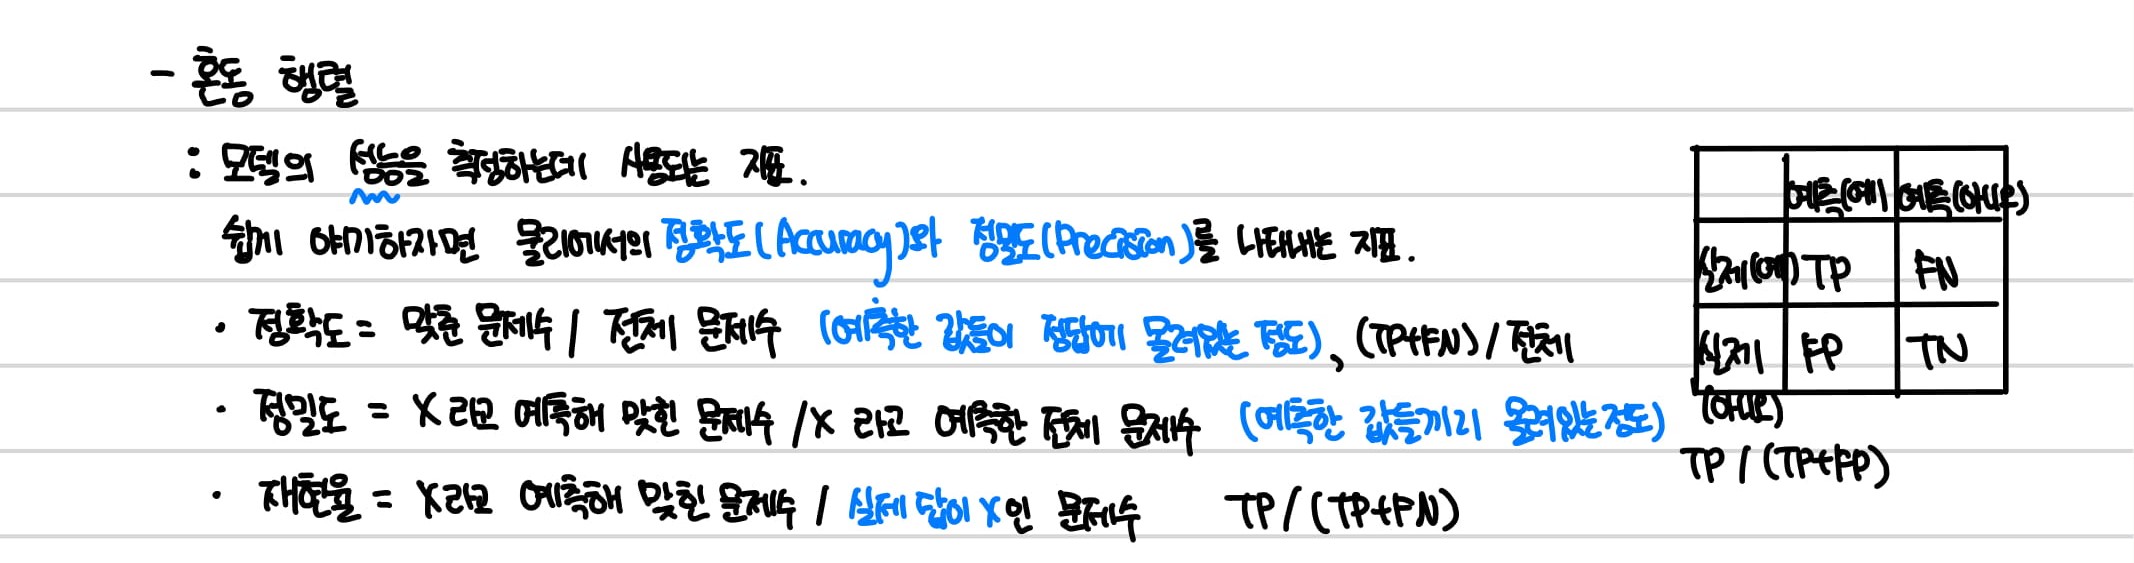 - 혼동 행렬
: 모델의 성능을 측정하는데 사용되는 지표.
쉽게 얘기하자면 물리에서의 정확도(Accuracy)와 정밀도(Precision)를 나타내는 지표.
· 정확도 = 맞춘 문제수 / 전체 문제수 (예측한 값들이 정답에 몰려있는 정도), (TP+FN) / 전체
· 정밀도 = X라고 예측해 맞힌 문제수 / X 라고 예측한 전체 문제수 (예측한 값들끼리 몰려있는 정도)
TP / (TP+FP)
· 재현율 = X라고 예측해 맞힌 문제수 / 실제 답이 X인 문제수 TP / (TP+FN)
예측(예) 예측(아니오)
실제(예) TP FN
실제(아니오) FP TN